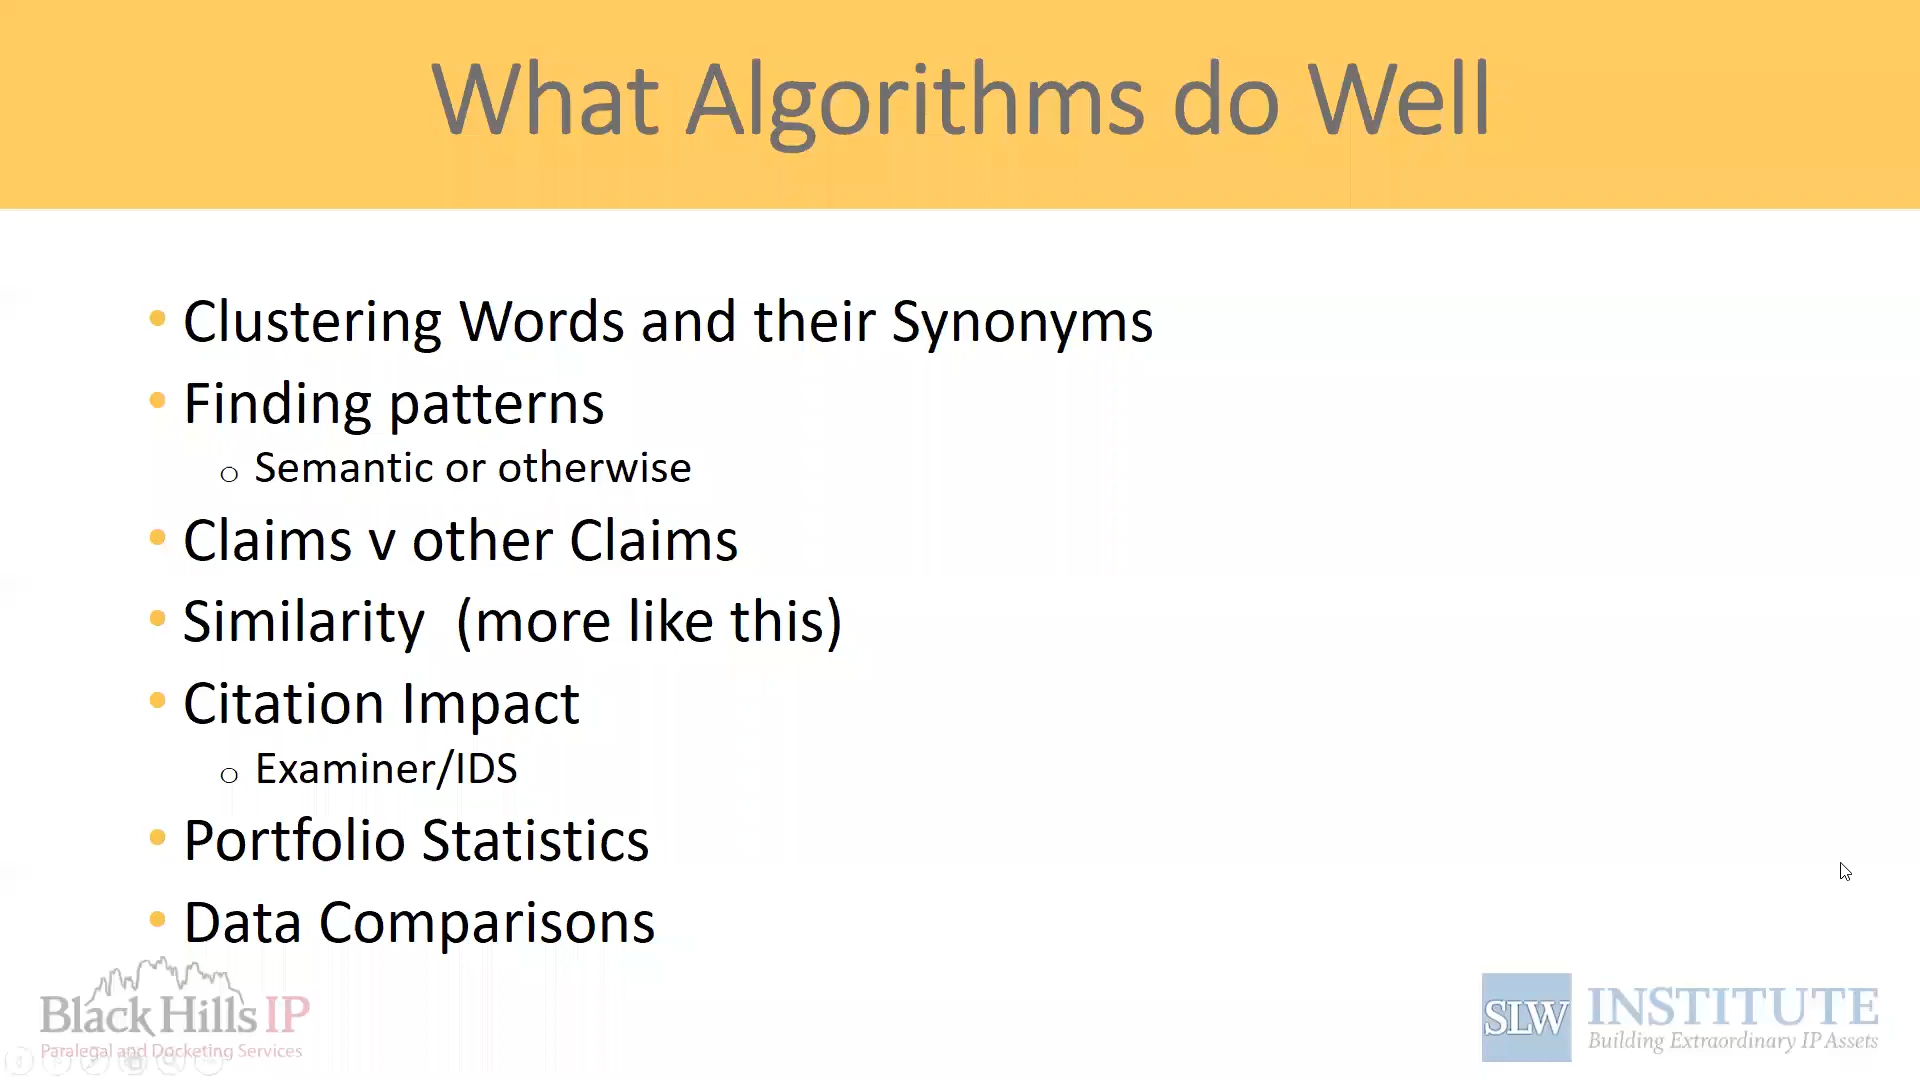 What Algorithms do Well
• Clustering Words and their Synonyms
• Finding patterns
o Semantic or otherwise
• Claims v other Claims
• Similarity  (more like this)
• Citation Impact
o Examiner/IDS
• Portfolio Statistics
• Data Comparisons
Black Hills IP
Paralegal and Docketing Services
SLW INSTITUTE
Building Extraordinary IP Assets